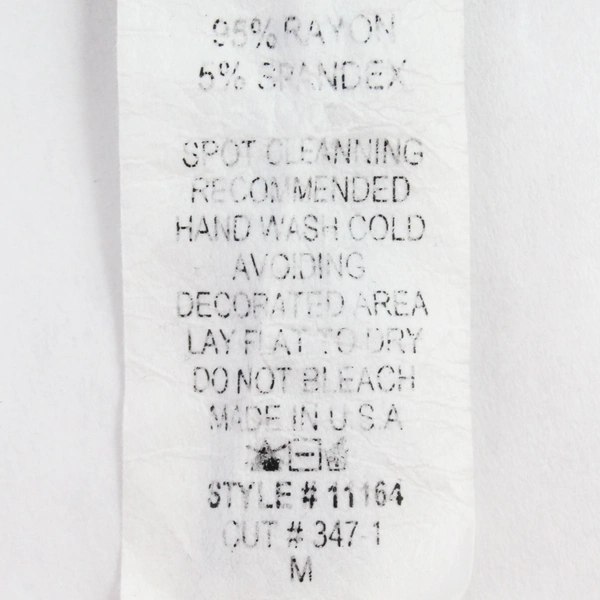 95% RAYON
5% SPANDEX
SPOT CLEANNING
RECOMMENDED
HAND WASH COLD
AVOIDING
DECORATED AREA
LAY FLAT TO DRY
DO NOT BLEACH
MADE IN U.S.A
STYLE # 11164
CUT # 347-1
M